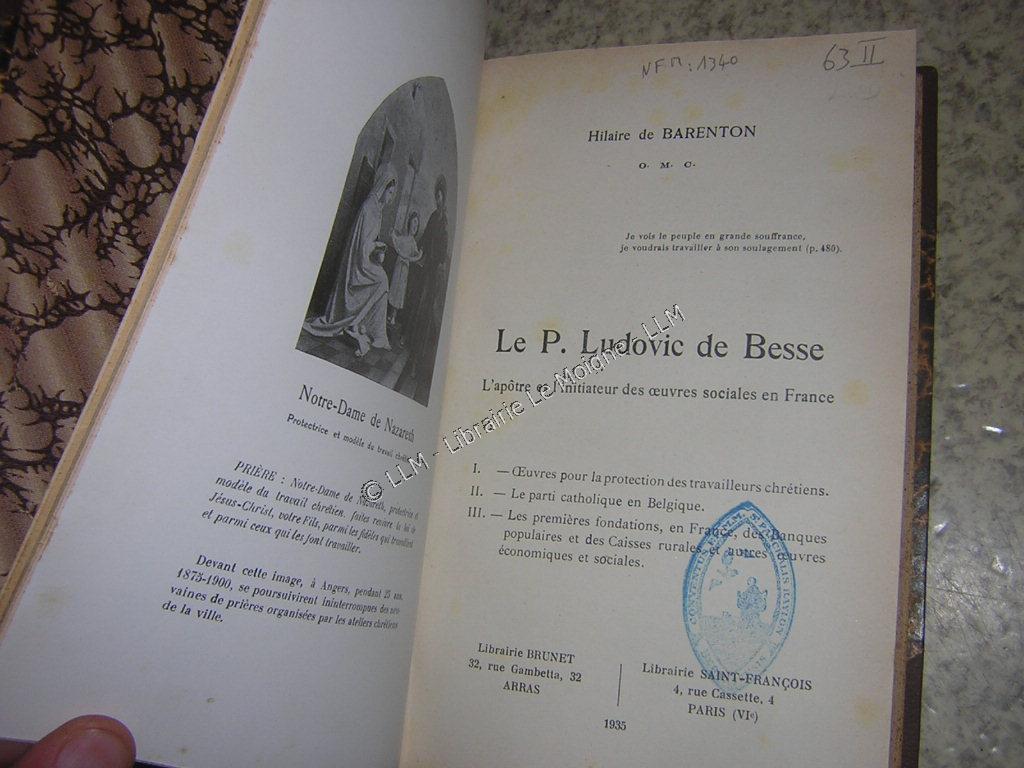 Notre-Dame de Nazareth
Protectrice et modèle du travail chrétien
PRIÈRE : Notre-Dame de Nazareth, protectrice et
modèle du travail chrétien, faites revivre la loi de
Jésus-Christ, votre Fils, parmi les fidèles qui travaillent
et parmi ceux qui les font travailler.
Devant cette image, à Angers, pendant 25 ans,
1875-1900, se poursuivirent ininterrompues des neu-
vaines de prières organisées par les ateliers chrétiens
de la ville.
NFM : 1340
63 II
Hilaire de BARENTON
O. M. C.
Je vois le peuple en grande souffrance,
je voudrais travailler à son soulagement (p. 480).
Le P. Ludovic de Besse
L'apôtre et l'initiateur des œuvres sociales en France
I. — Œuvres pour la protection des travailleurs chrétiens.
II. — Le parti catholique en Belgique.
III. — Les premières fondations, en France, des Banques
populaires et des Caisses rurales et autres œuvres
économiques et sociales.
Librairie BRUNET
32, rue Gambetta, 32
ARRAS
Librairie SAINT-FRANÇOIS
4, rue Cassette, 4
PARIS (VIe)
1935
© LLM - Librairie Le Moigne - LLM